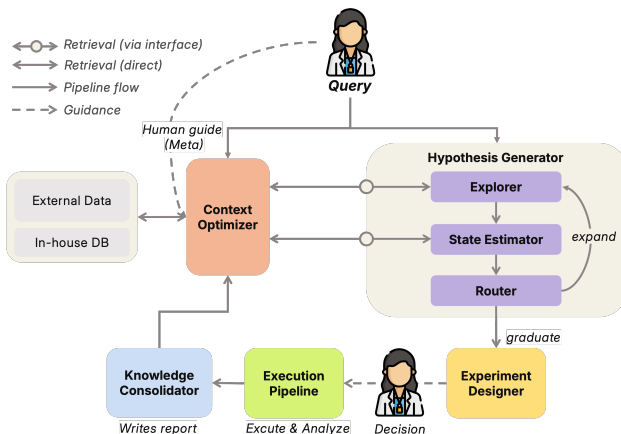 Retrieval (via interface)
Retrieval (direct)
Pipeline flow
Guidance
Query
Human guide
(Meta)
External Data
In-house DB
Context
Optimizer
Hypothesis Generator
Explorer
State Estimator
Router
expand
graduate
Knowledge
Consolidator
Writes report
Execution
Pipeline
Excute & Analyze
Decision
Experiment
Designer